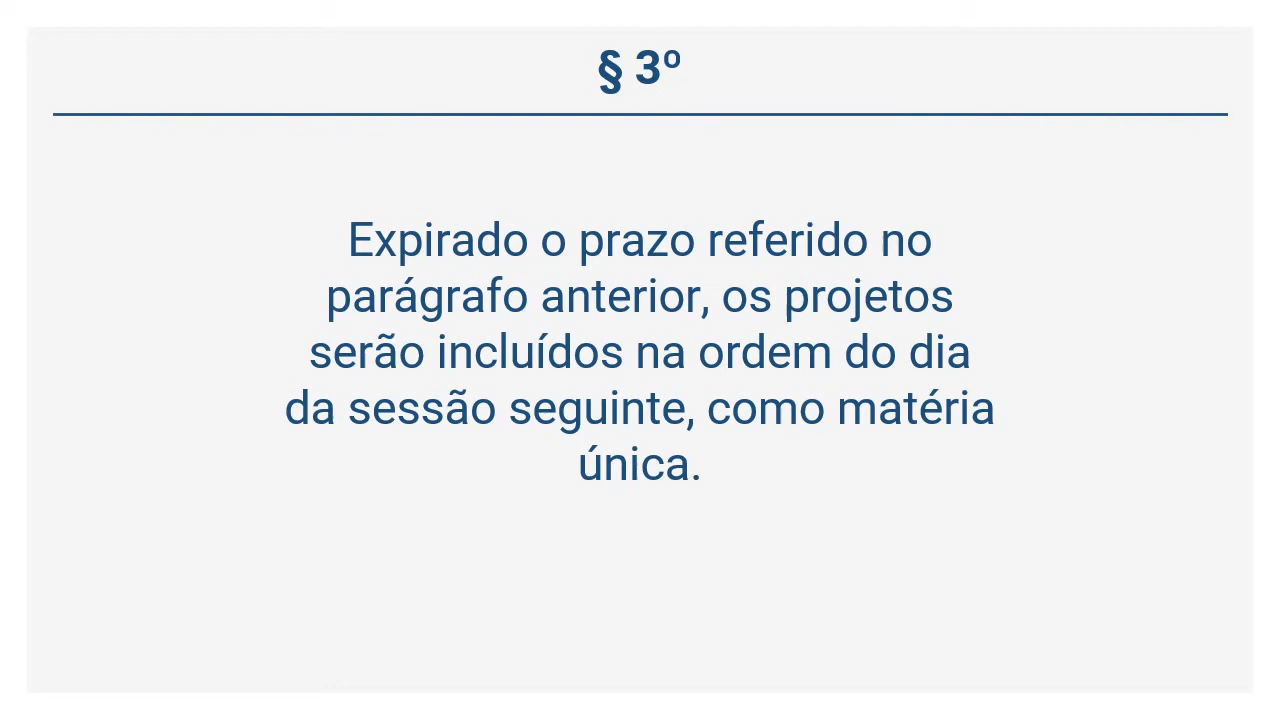 § 3º
Expirado o prazo referido no
parágrafo anterior, os projetos
serão incluídos na ordem do dia
da sessão seguinte, como matéria
única.